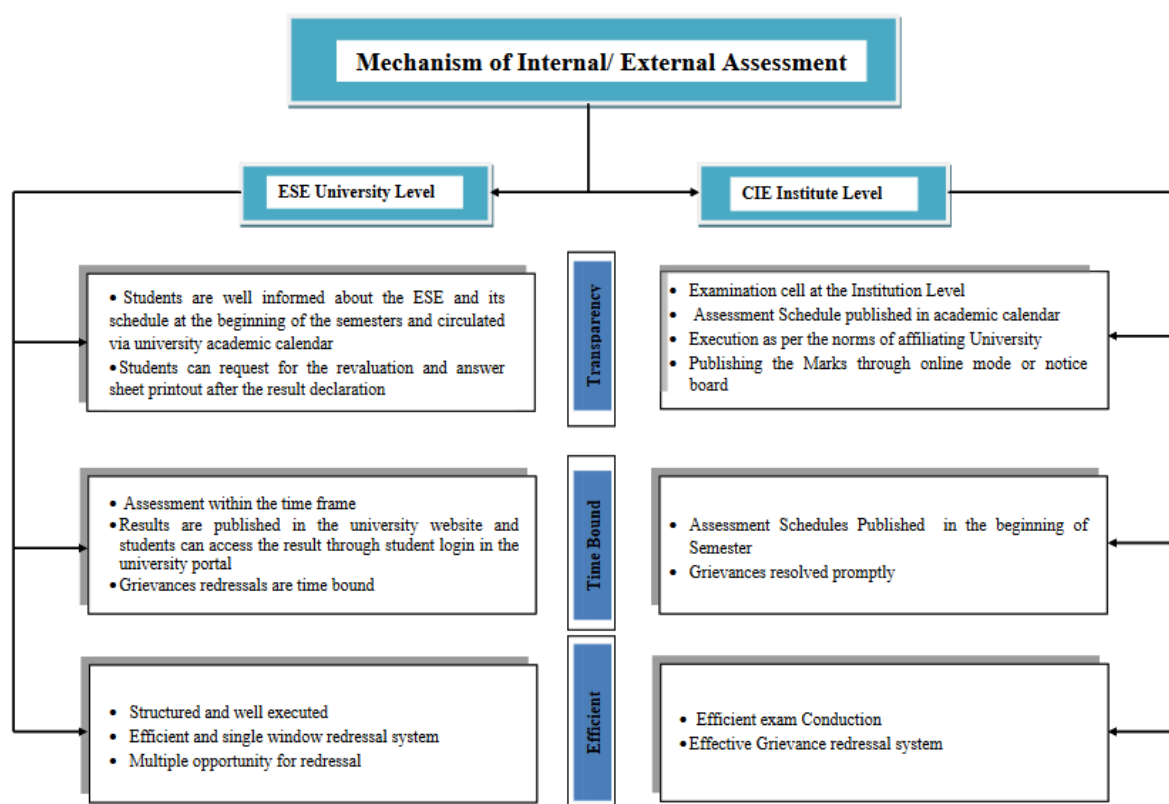 Mechanism of Internal/ External Assessment
ESE University Level
CIE Institute Level
• Students are well informed about the ESE and its
schedule at the beginning of the semesters and circulated
via university academic calendar
• Students can request for the revaluation and answer
sheet printout after the result declaration
Transparency
• Examination cell at the Institution Level
• Assessment Schedule published in academic calendar
• Execution as per the norms of affiliating University
• Publishing the Marks through online mode or notice
board
• Assessment within the time frame
• Results are published in the university website and
students can access the result through student login in the
university portal
• Grievances redressals are time bound
Time Bound
• Assessment Schedules Published in the beginning of
Semester
• Grievances resolved promptly
• Structured and well executed
• Efficient and single window redressal system
• Multiple opportunity for redressal
Efficient
• Efficient exam Conduction
• Effective Grievance redressal system